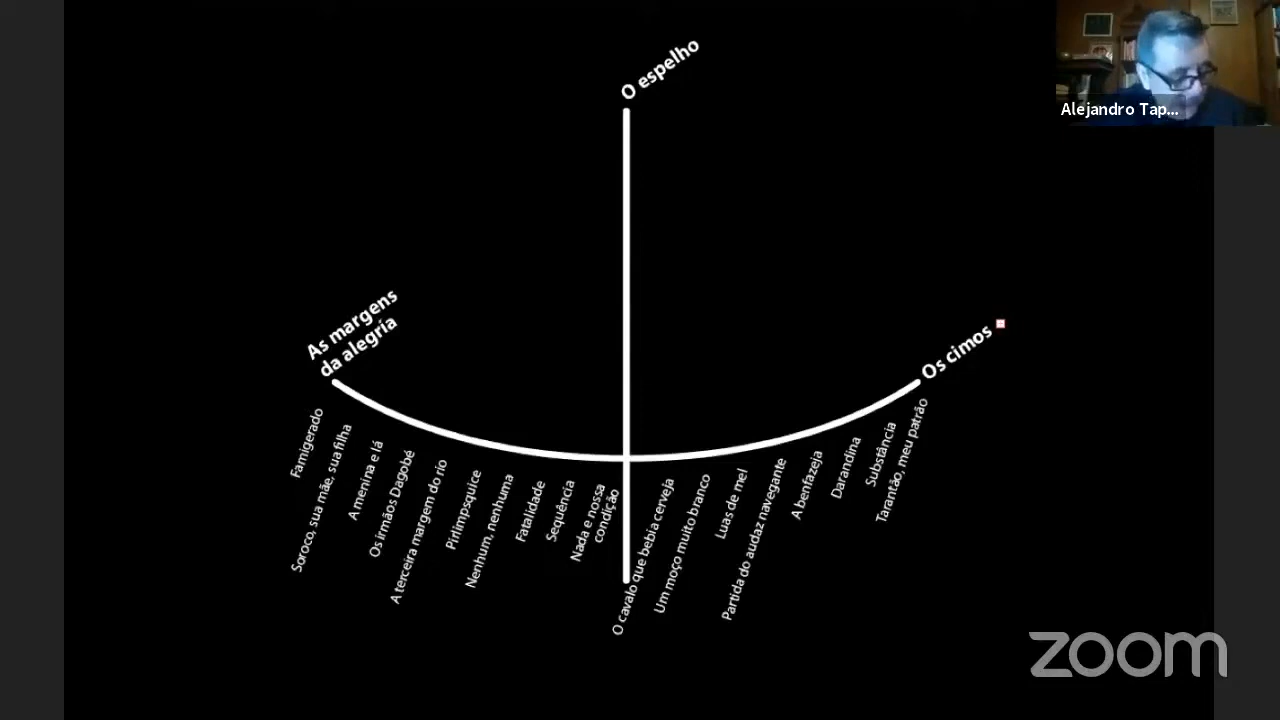 O espelho
Alejandro Tap...
As margens
da alegria
Os cimos
Famigerado
Soroco, sua mãe, sua filha
A menina e lá
Os irmãos Dagobé
A terceira margem do rio
Pirlimpsquice
Nenhum, nenhuma
Fatalidade
Sequência
Nada e nossa
condição
O cavalo que bebia cerveja
Um moço muito branco
Luas de mel
Partida do audaz navegante
A benfazeja
Darandina
Substância
Tarantão, meu patrão
zoom